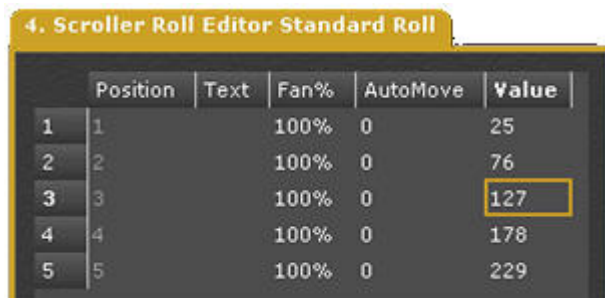 4. Scroller Roll Editor Standard Roll
Position Text Fan% AutoMove Value
1 1 100% 0 25
2 2 100% 0 76
3 3 100% 0 127
4 4 100% 0 178
5 5 100% 0 229